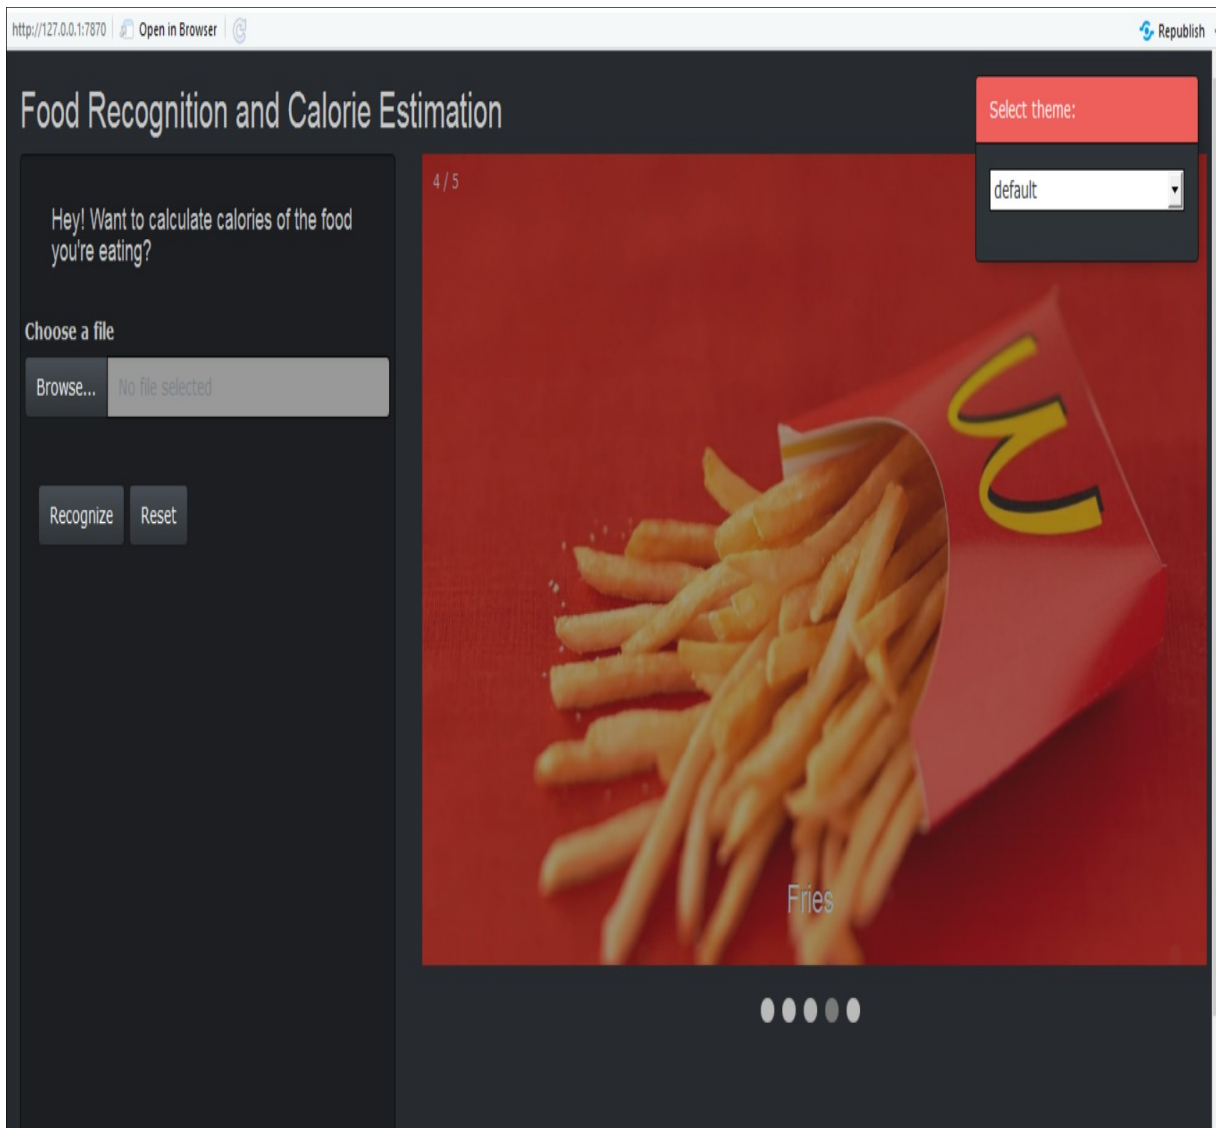 http://127.0.0.1:7870 Open in Browser Republish
Food Recognition and Calorie Estimation
Select theme:
default
Hey! Want to calculate calories of the food
you're eating?
Choose a file
Browse... No file selected
Recognize Reset
4 / 5
Fries